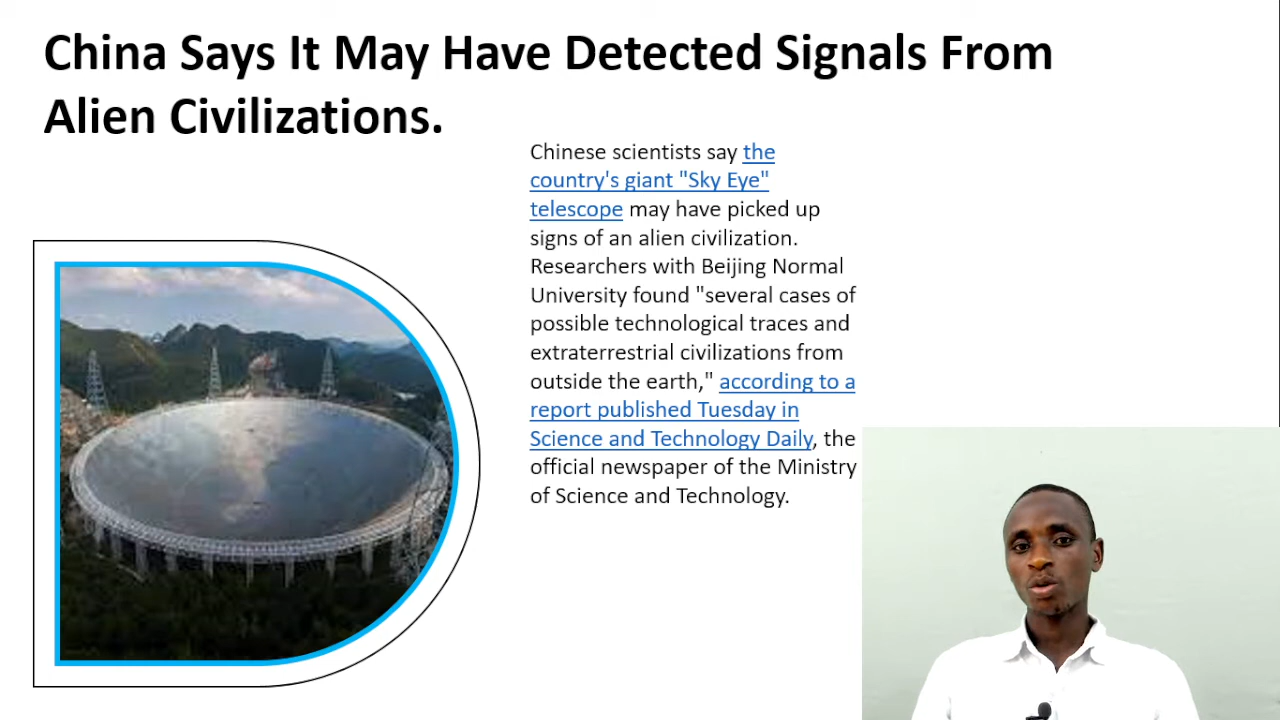 China Says It May Have Detected Signals From
Alien Civilizations.
Chinese scientists say the
country's giant "Sky Eye"
telescope may have picked up
signs of an alien civilization.
Researchers with Beijing Normal
University found "several cases of
possible technological traces and
extraterrestrial civilizations from
outside the earth," according to a
report published Tuesday in
Science and Technology Daily, the
official newspaper of the Ministry
of Science and Technology.